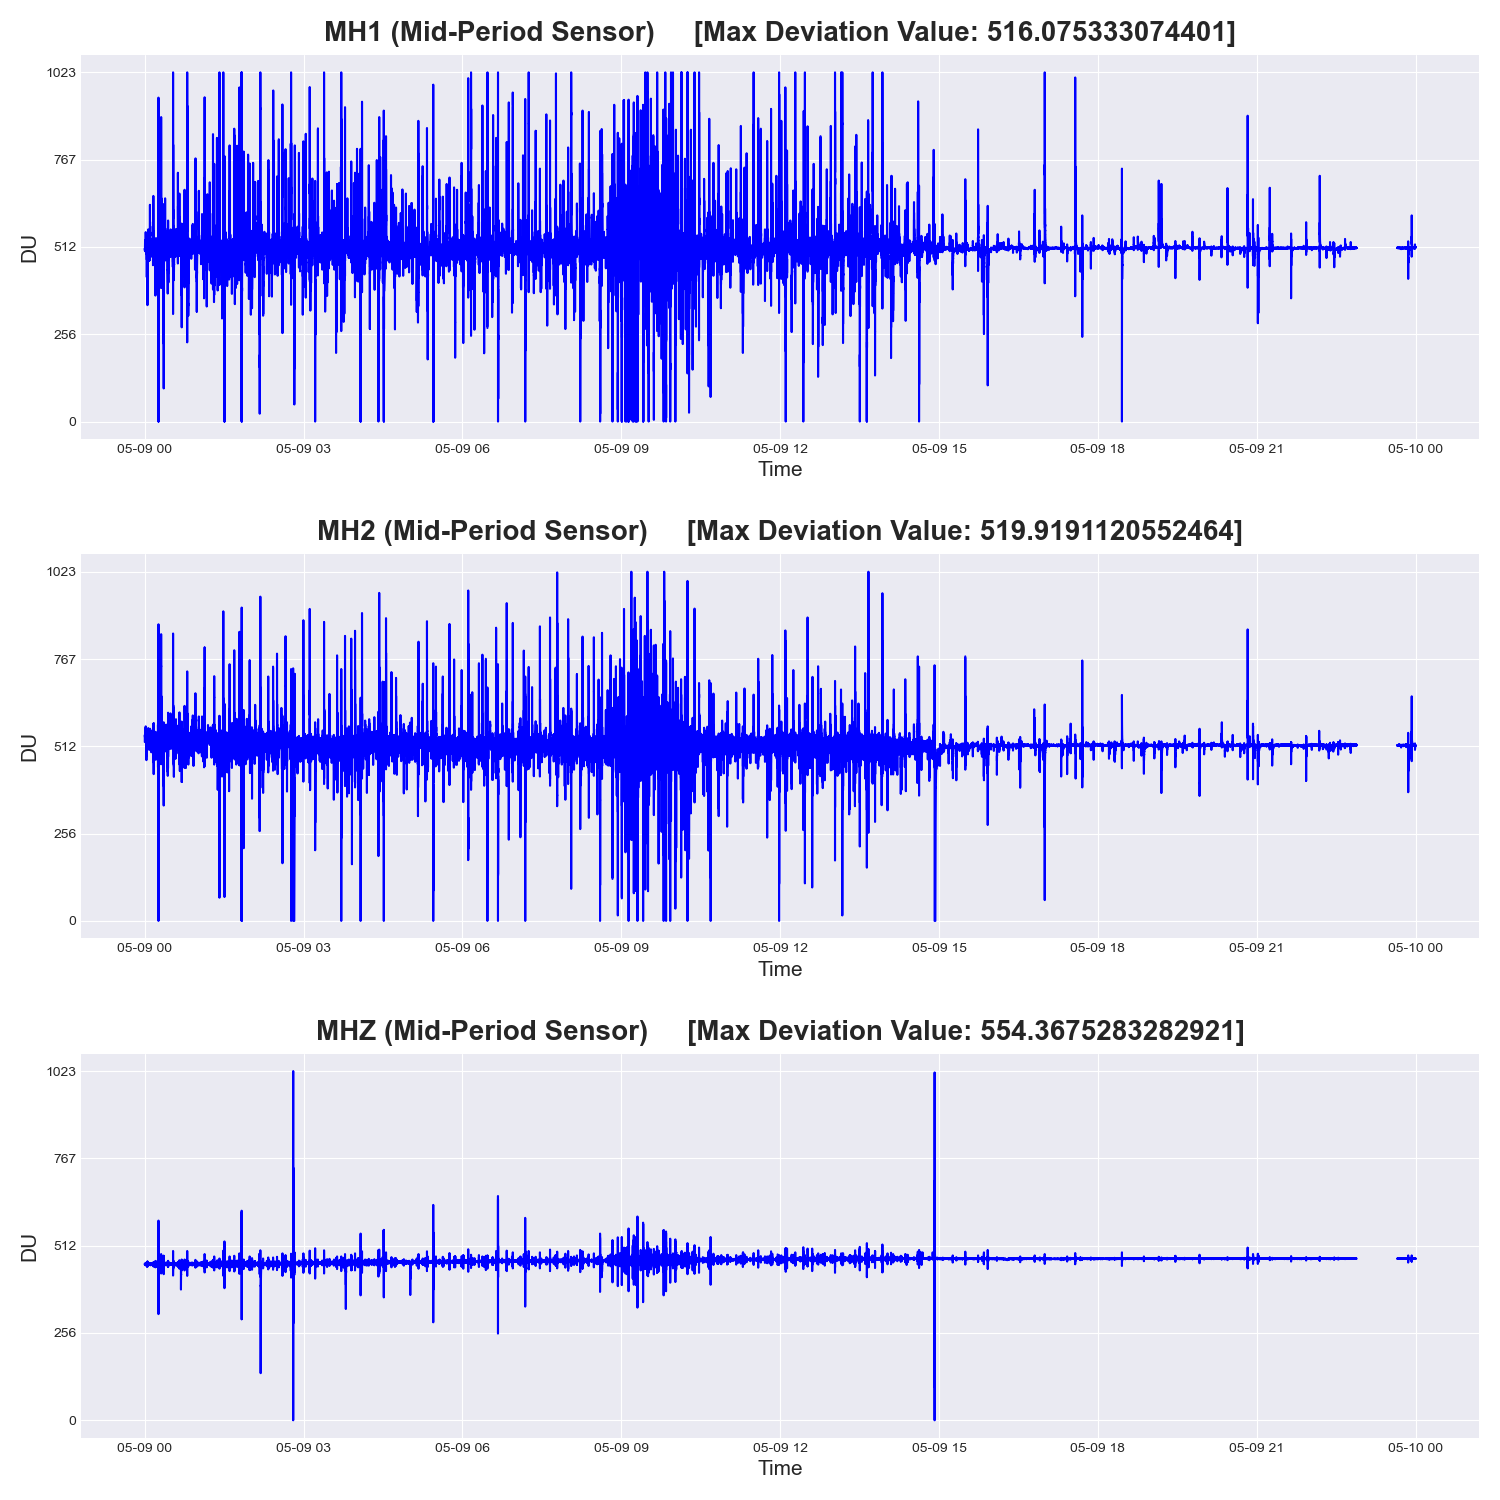 MH1 (Mid-Period Sensor) [Max Deviation Value: 516.075333074401]
1023
767
512
256
0
DU
05-09 00 05-09 03 05-09 06 05-09 09 05-09 12 05-09 15 05-09 18 05-09 21 05-10 00
Time
MH2 (Mid-Period Sensor) [Max Deviation Value: 519.9191120552464]
1023
767
512
256
0
DU
05-09 00 05-09 03 05-09 06 05-09 09 05-09 12 05-09 15 05-09 18 05-09 21 05-10 00
Time
MHZ (Mid-Period Sensor) [Max Deviation Value: 554.3675283282921]
1023
767
512
256
0
DU
05-09 00 05-09 03 05-09 06 05-09 09 05-09 12 05-09 15 05-09 18 05-09 21 05-10 00
Time